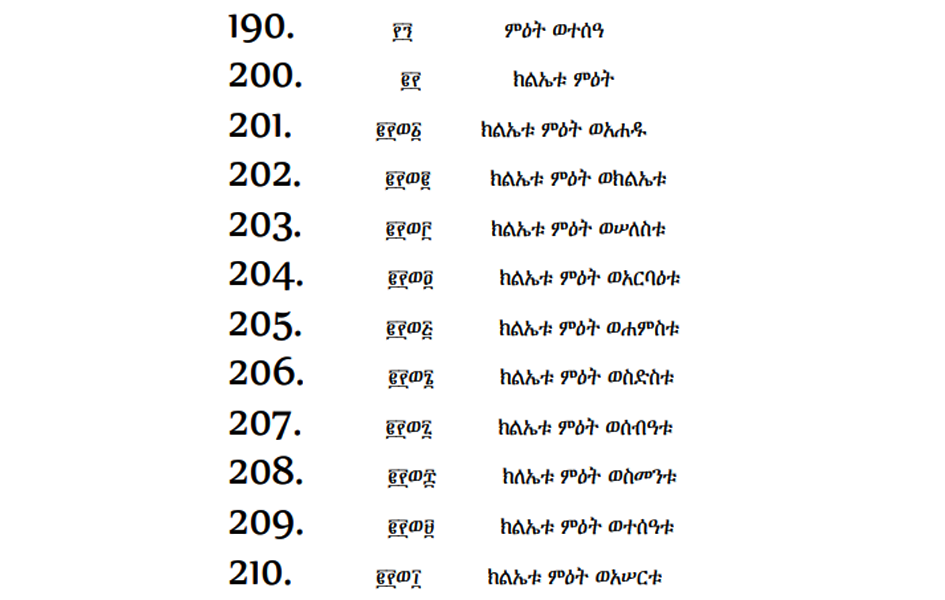 190. ፻፺ ምዕት ወተሰዓ
200. ፪፻ ክልኤቱ ምዕት
201. ፪፻ወ፩ ክልኤቱ ምዕት ወአሐዱ
202. ፪፻ወ፪ ክልኤቱ ምዕት ወክልኤቱ
203. ፪፻ወ፫ ክልኤቱ ምዕት ወሠለስቱ
204. ፪፻ወ፬ ክልኤቱ ምዕት ወአርባዕቱ
205. ፪፻ወ፭ ክልኤቱ ምዕት ወሐምስቱ
206. ፪፻ወ፮ ክልኤቱ ምዕት ወስድስቱ
207. ፪፻ወ፯ ክልኤቱ ምዕት ወሰብዓቱ
208. ፪፻ወ፰ ክለኤቱ ምዕት ወስመንቱ
209. ፪፻ወ፱ ክልኤቱ ምዕት ወተሰዓቱ
210. ፪፻ወ፲ ክልኤቱ ምዕት ወአሠርቱ